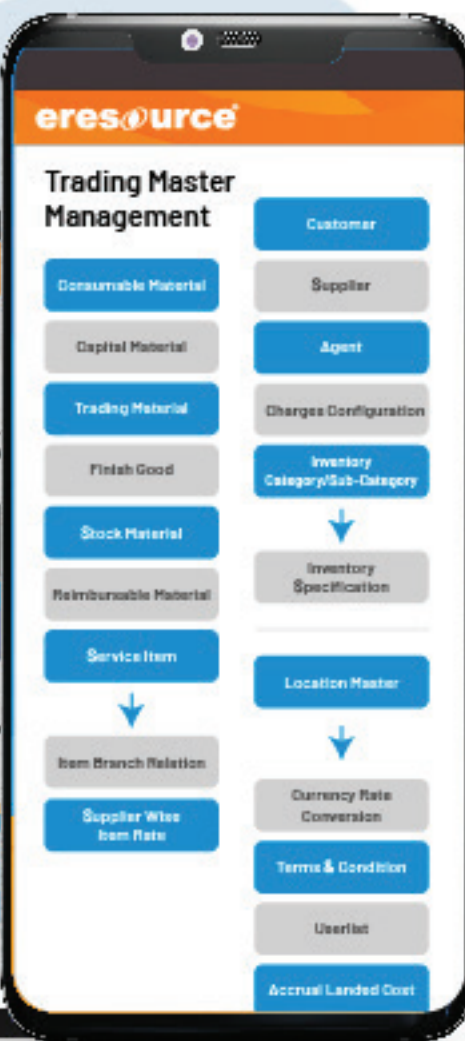 eresource®
Trading Master
Management
Consumable Material
Capital Material
Trading Material
Finish Good
Stock Material
Reimbursable Material
Service Item
Item Branch Relation
Supplier Wise
Item Rate
Customer
Supplier
Agent
Charges Configuration
Inventory
Category/Sub-Category
Inventory
Specification
Location Master
Currency Rate
Conversion
Terms & Condition
Userlist
Accrual Landed Cost